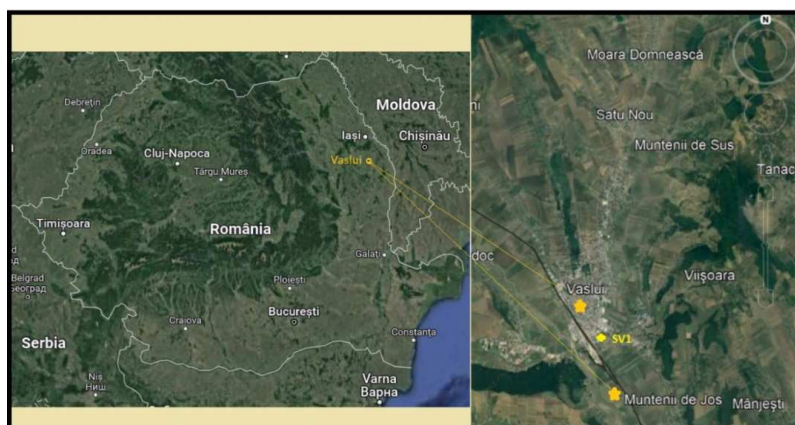 Debrețin
Oradea
Cluj-Napoca
Târgu Mureș
Iași
Moldova
Chișinău
Vaslui
Timișoara
România
Galați
Belgrad
Београд
Ploiești
București
Craiova
Constanța
Serbia
Niš
Ниш
Varna
Варна
N
Moara Domnească
Satu Nou
Muntenii de Sus
Tanac
doc
Viișoara
Vaslui
SV1
Muntenii de Jos
Mânjești